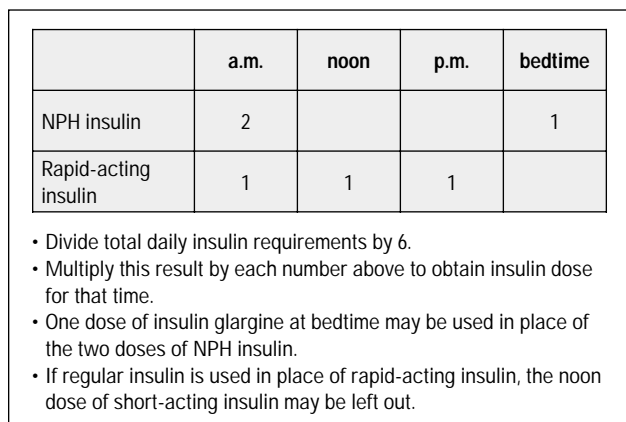 a.m. noon p.m. bedtime
NPH insulin 2 1
Rapid-acting
insulin 1 1 1
• Divide total daily insulin requirements by 6.
• Multiply this result by each number above to obtain insulin dose
for that time.
• One dose of insulin glargine at bedtime may be used in place of
the two doses of NPH insulin.
• If regular insulin is used in place of rapid-acting insulin, the noon
dose of short-acting insulin may be left out.